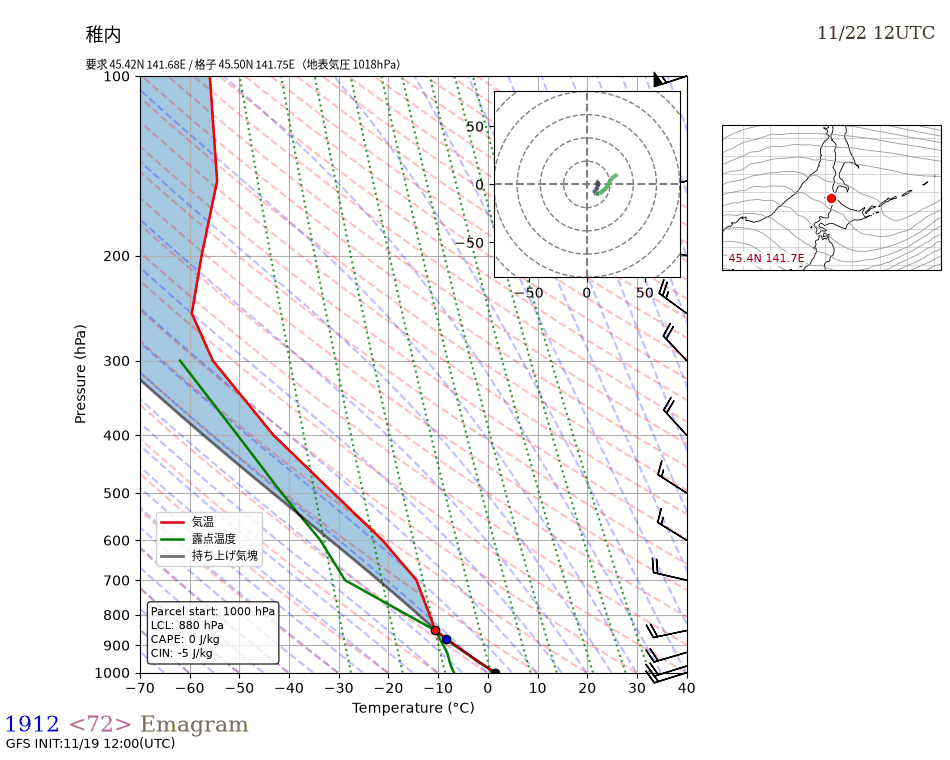 稚内
11/22 12UTC
要求 45.42N 141.68E / 格子 45.50N 141.75E（地表気圧 1018hPa）
100
200
300
400
500
600
700
800
900
1000
Pressure (hPa)
50
0
−50
−50 0 50
45.4N 141.7E
気温
露点温度
持ち上げ気塊
Parcel start: 1000 hPa
LCL: 880 hPa
CAPE: 0 J/kg
CIN: -5 J/kg
−70 −60 −50 −40 −30 −20 −10 0 10 20 30 40
Temperature (°C)
1912 <72> Emagram
GFS INIT:11/19 12:00(UTC)